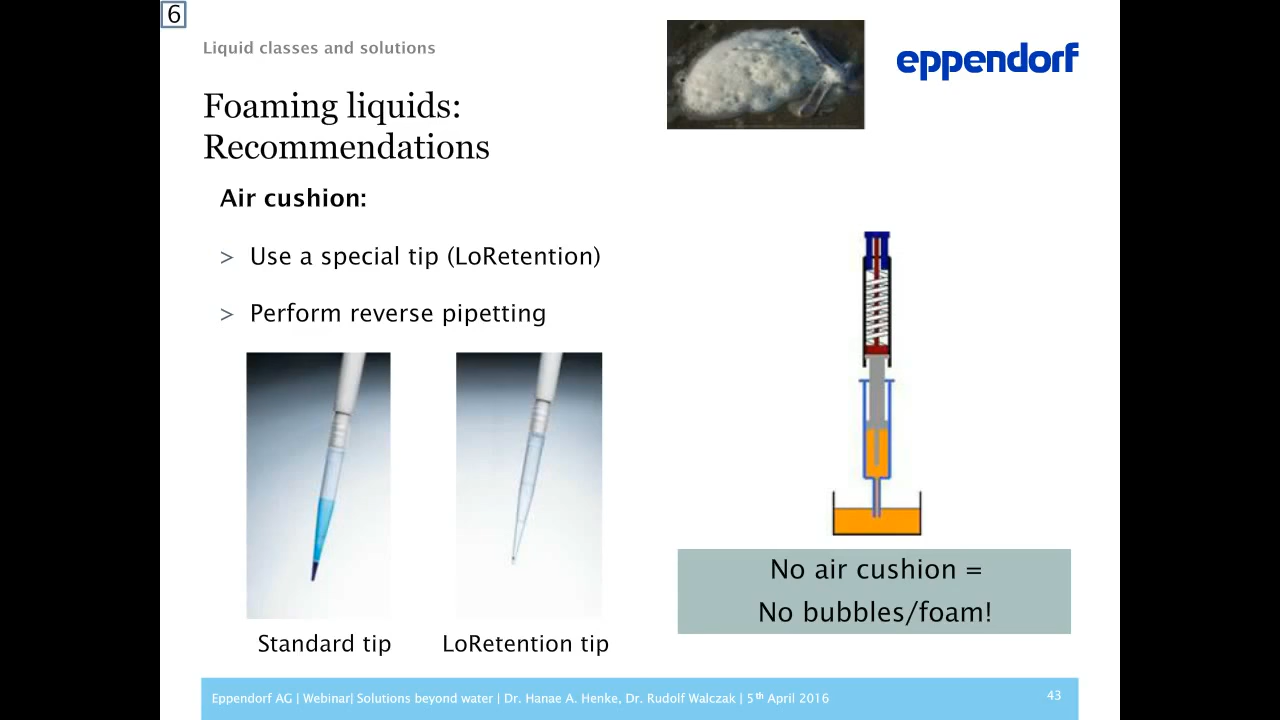 6
Liquid classes and solutions
eppendorf
Foaming liquids:
Recommendations
Air cushion:
> Use a special tip (LoRetention)
> Perform reverse pipetting
Standard tip
LoRetention tip
No air cushion =
No bubbles/foam!
Eppendorf AG | Webinar| Solutions beyond water | Dr. Hanae A. Henke, Dr. Rudolf Walczak | 5th April 2016
43